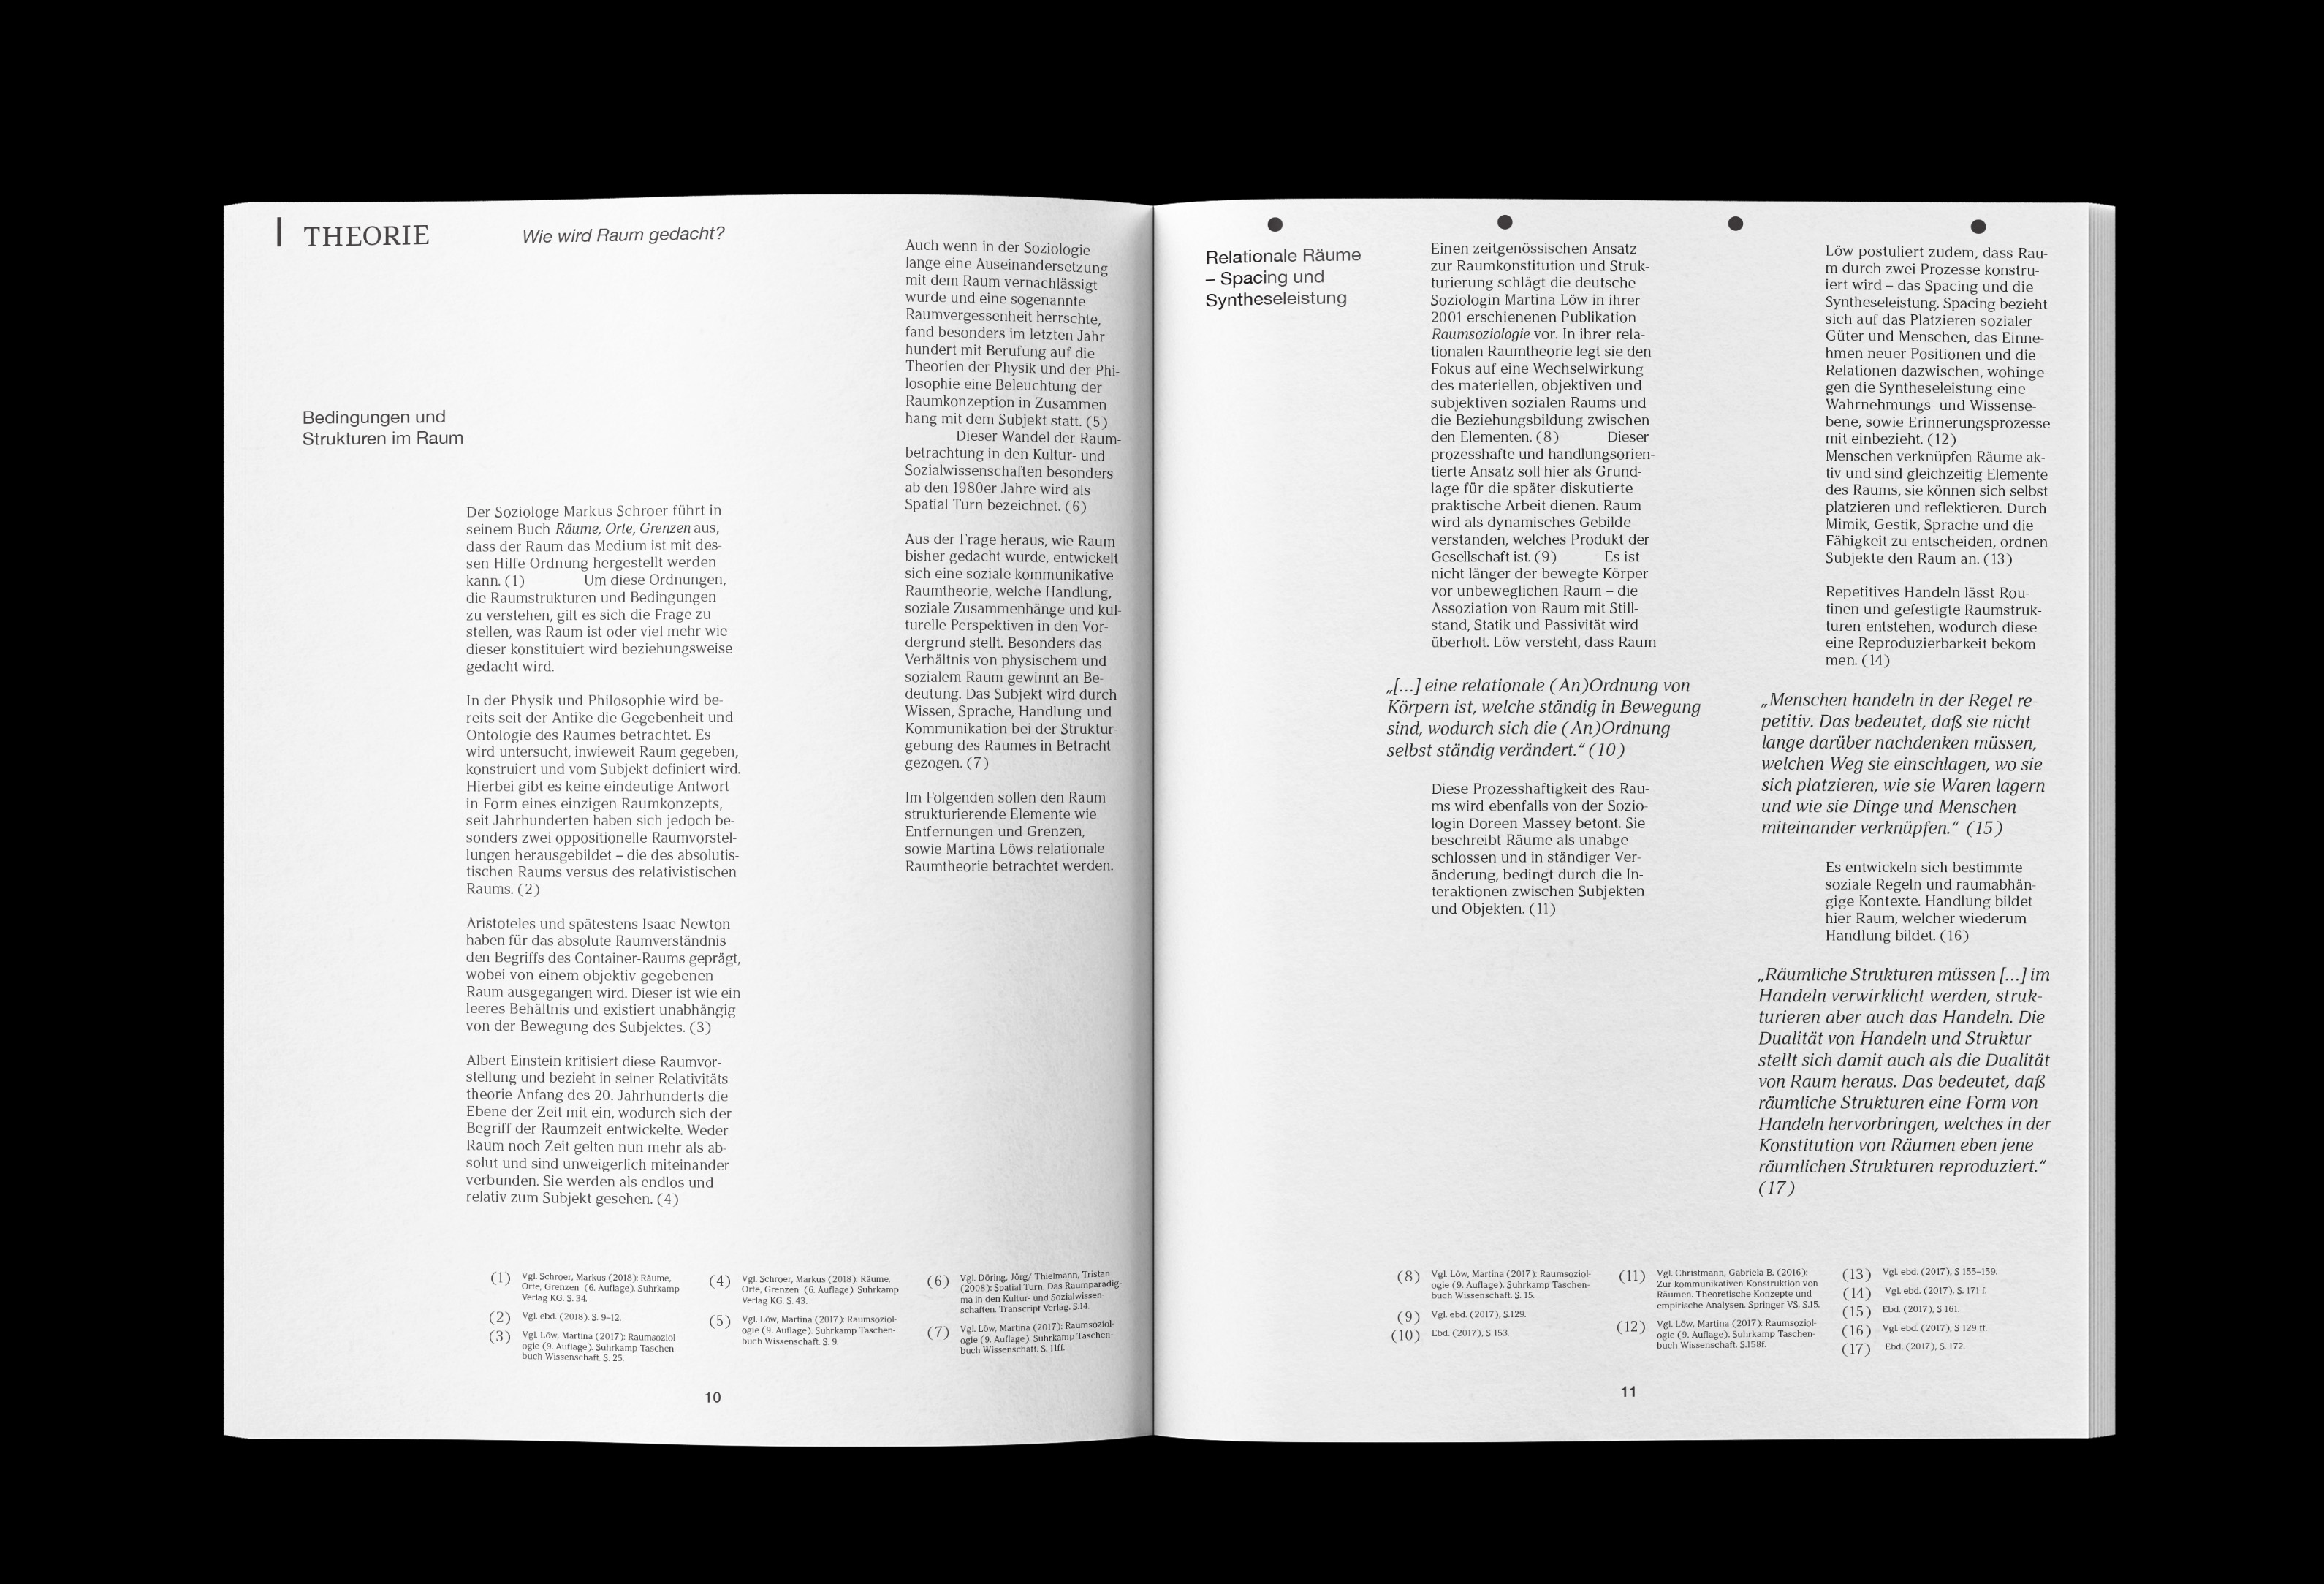 I THEORIE
Wie wird Raum gedacht?
Bedingungen und
Strukturen im Raum
Der Soziologe Markus Schroer führt in
seinem Buch Räume, Orte, Grenzen aus,
dass der Raum das Medium ist mit des-
sen Hilfe Ordnung hergestellt werden
kann. (1) Um diese Ordnungen,
die Raumstrukturen und Bedingungen
zu verstehen, gilt es sich die Frage zu
stellen, was Raum ist oder viel mehr wie
dieser konstituiert wird beziehungsweise
gedacht wird.
In der Physik und Philosophie wird be-
reits seit der Antike die Gegebenheit und
Ontologie des Raumes betrachtet. Es
wird untersucht, inwieweit Raum gegeben,
konstruiert und vom Subjekt definiert wird.
Hierbei gibt es keine eindeutige Antwort
in Form eines einzigen Raumkonzepts,
seit Jahrhunderten haben sich jedoch be-
sonders zwei oppositionelle Raumvorstel-
lungen herausgebildet – die des absolutis-
tischen Raums versus des relativistischen
Raums. (2)
Aristoteles und spätestens Isaac Newton
haben für das absolute Raumverständnis
den Begriffs des Container-Raums geprägt,
wobei von einem objektiv gegebenen
Raum ausgegangen wird. Dieser ist wie ein
leeres Behältnis und existiert unabhängig
von der Bewegung des Subjektes. (3)
Albert Einstein kritisiert diese Raumvor-
stellung und bezieht in seiner Relativitäts-
theorie Anfang des 20. Jahrhunderts die
Ebene der Zeit mit ein, wodurch sich der
Begriff der Raumzeit entwickelte. Weder
Raum noch Zeit gelten nun mehr als ab-
solut und sind unweigerlich miteinander
verbunden. Sie werden als endlos und
relativ zum Subjekt gesehen. (4)
Auch wenn in der Soziologie
lange eine Auseinandersetzung
mit dem Raum vernachlässigt
wurde und eine sogenannte
Raumvergessenheit herrschte,
fand besonders im letzten Jahr-
hundert mit Berufung auf die
Theorien der Physik und der Phi-
losophie eine Beleuchtung der
Raumkonzeption in Zusammen-
hang mit dem Subjekt statt. (5)
Dieser Wandel der Raum-
betrachtung in den Kultur- und
Sozialwissenschaften besonders
ab den 1980er Jahre wird als
Spatial Turn bezeichnet. (6)
Aus der Frage heraus, wie Raum
bisher gedacht wurde, entwickelt
sich eine soziale kommunikative
Raumtheorie, welche Handlung,
soziale Zusammenhänge und kul-
turelle Perspektiven in den Vor-
dergrund stellt. Besonders das
Verhältnis von physischem und
sozialem Raum gewinnt an Be-
deutung. Das Subjekt wird durch
Wissen, Sprache, Handlung und
Kommunikation bei der Struktur-
gebung des Raumes in Betracht
gezogen. (7)
Im Folgenden sollen den Raum
strukturierende Elemente wie
Entfernungen und Grenzen,
sowie Martina Löws relationale
Raumtheorie betrachtet werden.
(1) Vgl. Schroer, Markus (2018): Räume,
Orte, Grenzen (6. Auflage). Suhrkamp
Verlag KG. S. 34.
(2) Vgl. ebd. (2018). S. 9–12.
(3) Vgl. Löw, Martina (2017): Raumsoziol-
ogie (9. Auflage). Suhrkamp Taschen-
buch Wissenschaft. S. 25.
(4) Vgl. Schroer, Markus (2018): Räume,
Orte, Grenzen (6. Auflage). Suhrkamp
Verlag KG. S. 43.
(5) Vgl. Löw, Martina (2017): Raumsoziol-
ogie (9. Auflage). Suhrkamp Taschen-
buch Wissenschaft. S. 9.
(6) Vgl. Döring, Jörg/ Thielmann, Tristan
(2008): Spatial Turn. Das Raumparadig-
ma in den Kultur- und Sozialwissen-
schaften. Transcript Verlag. S.14.
(7) Vgl. Löw, Martina (2017): Raumsoziol-
ogie (9. Auflage). Suhrkamp Taschen-
buch Wissenschaft. S. 11ff.
10
Relationale Räume
– Spacing und
Syntheseleistung
Einen zeitgenössischen Ansatz
zur Raumkonstitution und Struk-
turierung schlägt die deutsche
Soziologin Martina Löw in ihrer
2001 erschienenen Publikation
Raumsoziologie vor. In ihrer rela-
tionalen Raumtheorie legt sie den
Fokus auf eine Wechselwirkung
des materiellen, objektiven und
subjektiven sozialen Raums und
die Beziehungsbildung zwischen
den Elementen. (8) Dieser
prozesshafte und handlungsorien-
tierte Ansatz soll hier als Grund-
lage für die später diskutierte
praktische Arbeit dienen. Raum
wird als dynamisches Gebilde
verstanden, welches Produkt der
Gesellschaft ist. (9) Es ist
nicht länger der bewegte Körper
vor unbeweglichen Raum – die
Assoziation von Raum mit Still-
stand, Statik und Passivität wird
überholt. Löw versteht, dass Raum
„[…] eine relationale (An)Ordnung von
Körpern ist, welche ständig in Bewegung
sind, wodurch sich die (An)Ordnung
selbst ständig verändert.“ (10)
Diese Prozesshaftigkeit des Rau-
ms wird ebenfalls von der Sozio-
login Doreen Massey betont. Sie
beschreibt Räume als unabge-
schlossen und in ständiger Ver-
änderung, bedingt durch die In-
teraktionen zwischen Subjekten
und Objekten. (11)
Löw postuliert zudem, dass Rau-
m durch zwei Prozesse konstru-
iert wird – das Spacing und die
Syntheseleistung. Spacing bezieht
sich auf das Platzieren sozialer
Güter und Menschen, das Einne-
hmen neuer Positionen und die
Relationen dazwischen, wohinge-
gen die Syntheseleistung eine
Wahrnehmungs- und Wissense-
bene, sowie Erinnerungsprozesse
mit einbezieht. (12)
Menschen verknüpfen Räume ak-
tiv und sind gleichzeitig Elemente
des Raums, sie können sich selbst
platzieren und reflektieren. Durch
Mimik, Gestik, Sprache und die
Fähigkeit zu entscheiden, ordnen
Subjekte den Raum an. (13)
Repetitives Handeln lässt Rou-
tinen und gefestigte Raumstruk-
turen entstehen, wodurch diese
eine Reproduzierbarkeit bekom-
men. (14)
„Menschen handeln in der Regel re-
petitiv. Das bedeutet, daß sie nicht
lange darüber nachdenken müssen,
welchen Weg sie einschlagen, wo sie
sich platzieren, wie sie Waren lagern
und wie sie Dinge und Menschen
miteinander verknüpfen.“ (15)
Es entwickeln sich bestimmte
soziale Regeln und raumabhän-
gige Kontexte. Handlung bildet
hier Raum, welcher wiederum
Handlung bildet. (16)
„Räumliche Strukturen müssen […] im
Handeln verwirklicht werden, struk-
turieren aber auch das Handeln. Die
Dualität von Handeln und Struktur
stellt sich damit auch als die Dualität
von Raum heraus. Das bedeutet, daß
räumliche Strukturen eine Form von
Handeln hervorbringen, welches in der
Konstitution von Räumen eben jene
räumlichen Strukturen reproduziert.“
(17)
(8) Vgl. Löw, Martina (2017): Raumsoziol-
ogie (9. Auflage). Suhrkamp Taschen-
buch Wissenschaft. S. 15.
(9) Vgl. ebd. (2017), S.129.
(10) Ebd. (2017), S 153.
(11) Vgl. Christmann, Gabriela B. (2016):
Zur kommunikativen Konstruktion von
Räumen. Theoretische Konzepte und
empirische Analysen. Springer VS. S.15.
(12) Vgl. Löw, Martina (2017): Raumsoziol-
ogie (9. Auflage). Suhrkamp Taschen-
buch Wissenschaft. S.158f.
(13) Vgl. ebd. (2017), S 155–159.
(14) Vgl. ebd. (2017), S. 171 f.
(15) Ebd. (2017), S 161.
(16) Vgl. ebd. (2017), S 129 ff.
(17) Ebd. (2017), S. 172.
11